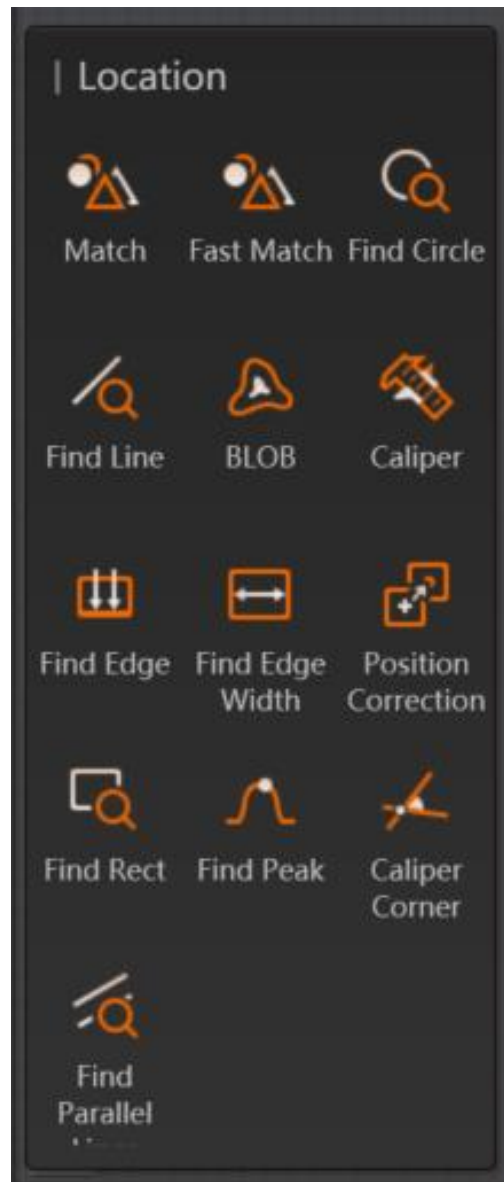 | Location
Match Fast Match Find Circle
Find Line BLOB Caliper
Find Edge Find Edge Position
Width Correction
Find Rect Find Peak Caliper
Corner
Find
Parallel